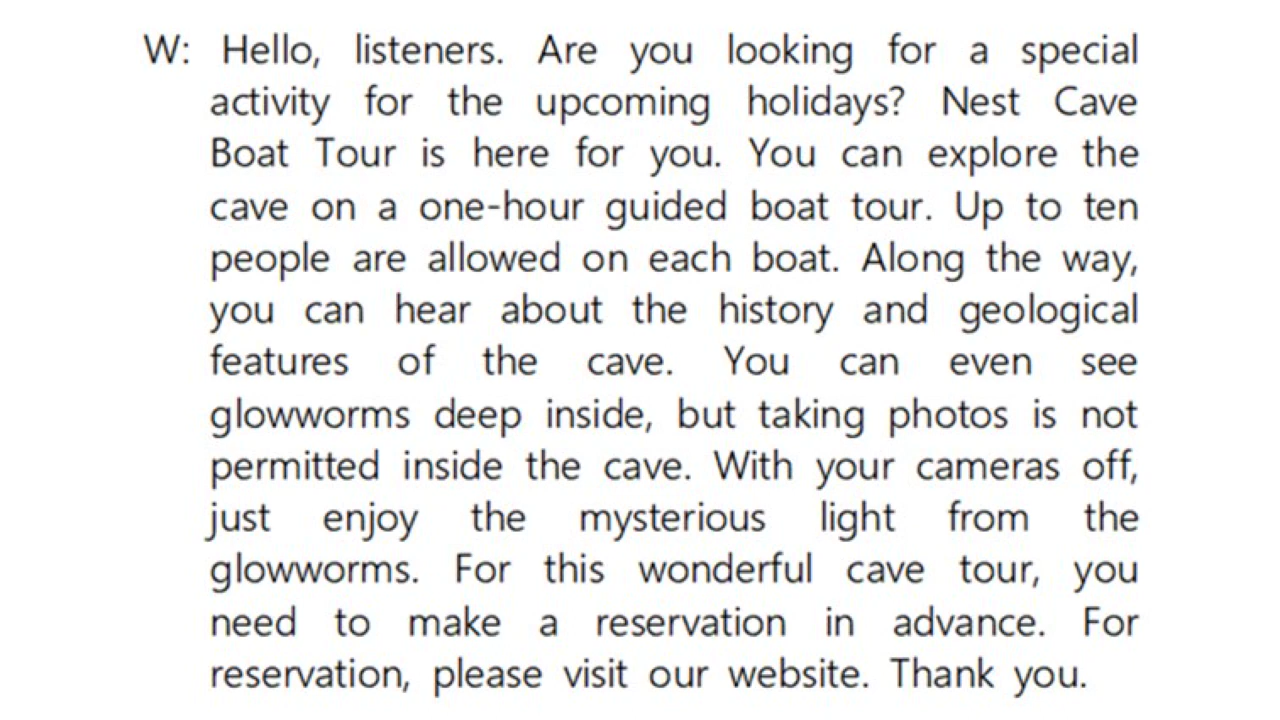 W: Hello, listeners. Are you looking for a special
activity for the upcoming holidays? Nest Cave
Boat Tour is here for you. You can explore the
cave on a one-hour guided boat tour. Up to ten
people are allowed on each boat. Along the way,
you can hear about the history and geological
features of the cave. You can even see
glowworms deep inside, but taking photos is not
permitted inside the cave. With your cameras off,
just enjoy the mysterious light from the
glowworms. For this wonderful cave tour, you
need to make a reservation in advance. For
reservation, please visit our website. Thank you.